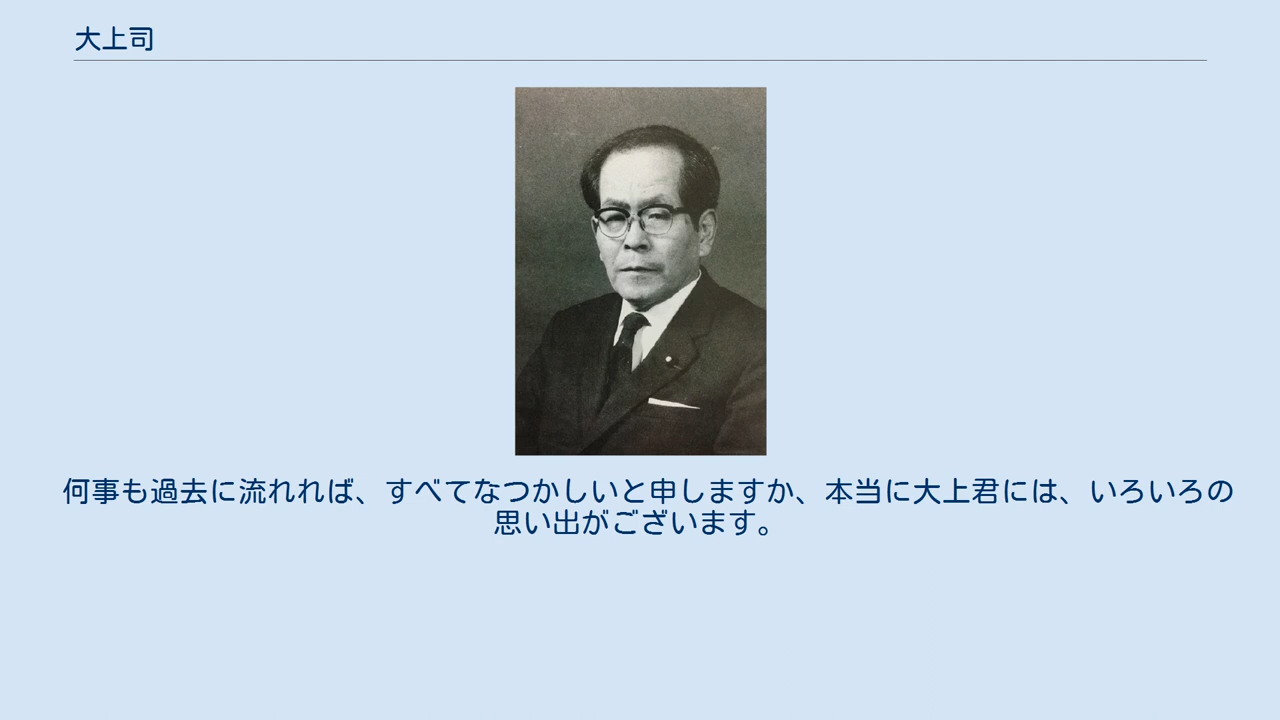 大上司
何事も過去に流れれば、すべてなつかしいと申しますか、本当に大上君には、いろいろの
思い出がございます。